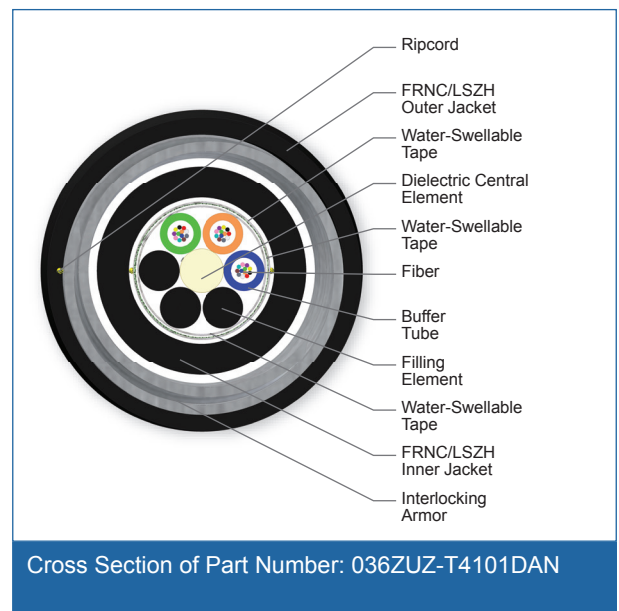 Ripcord
FRNC/LSZH
Outer Jacket
Water-Swellable
Tape
Dielectric Central
Element
Water-Swellable
Tape
Fiber
Buffer
Tube
Filling
Element
Water-Swellable
Tape
FRNC/LSZH
Inner Jacket
Interlocking
Armor
Cross Section of Part Number: 036ZUZ-T4101DAN